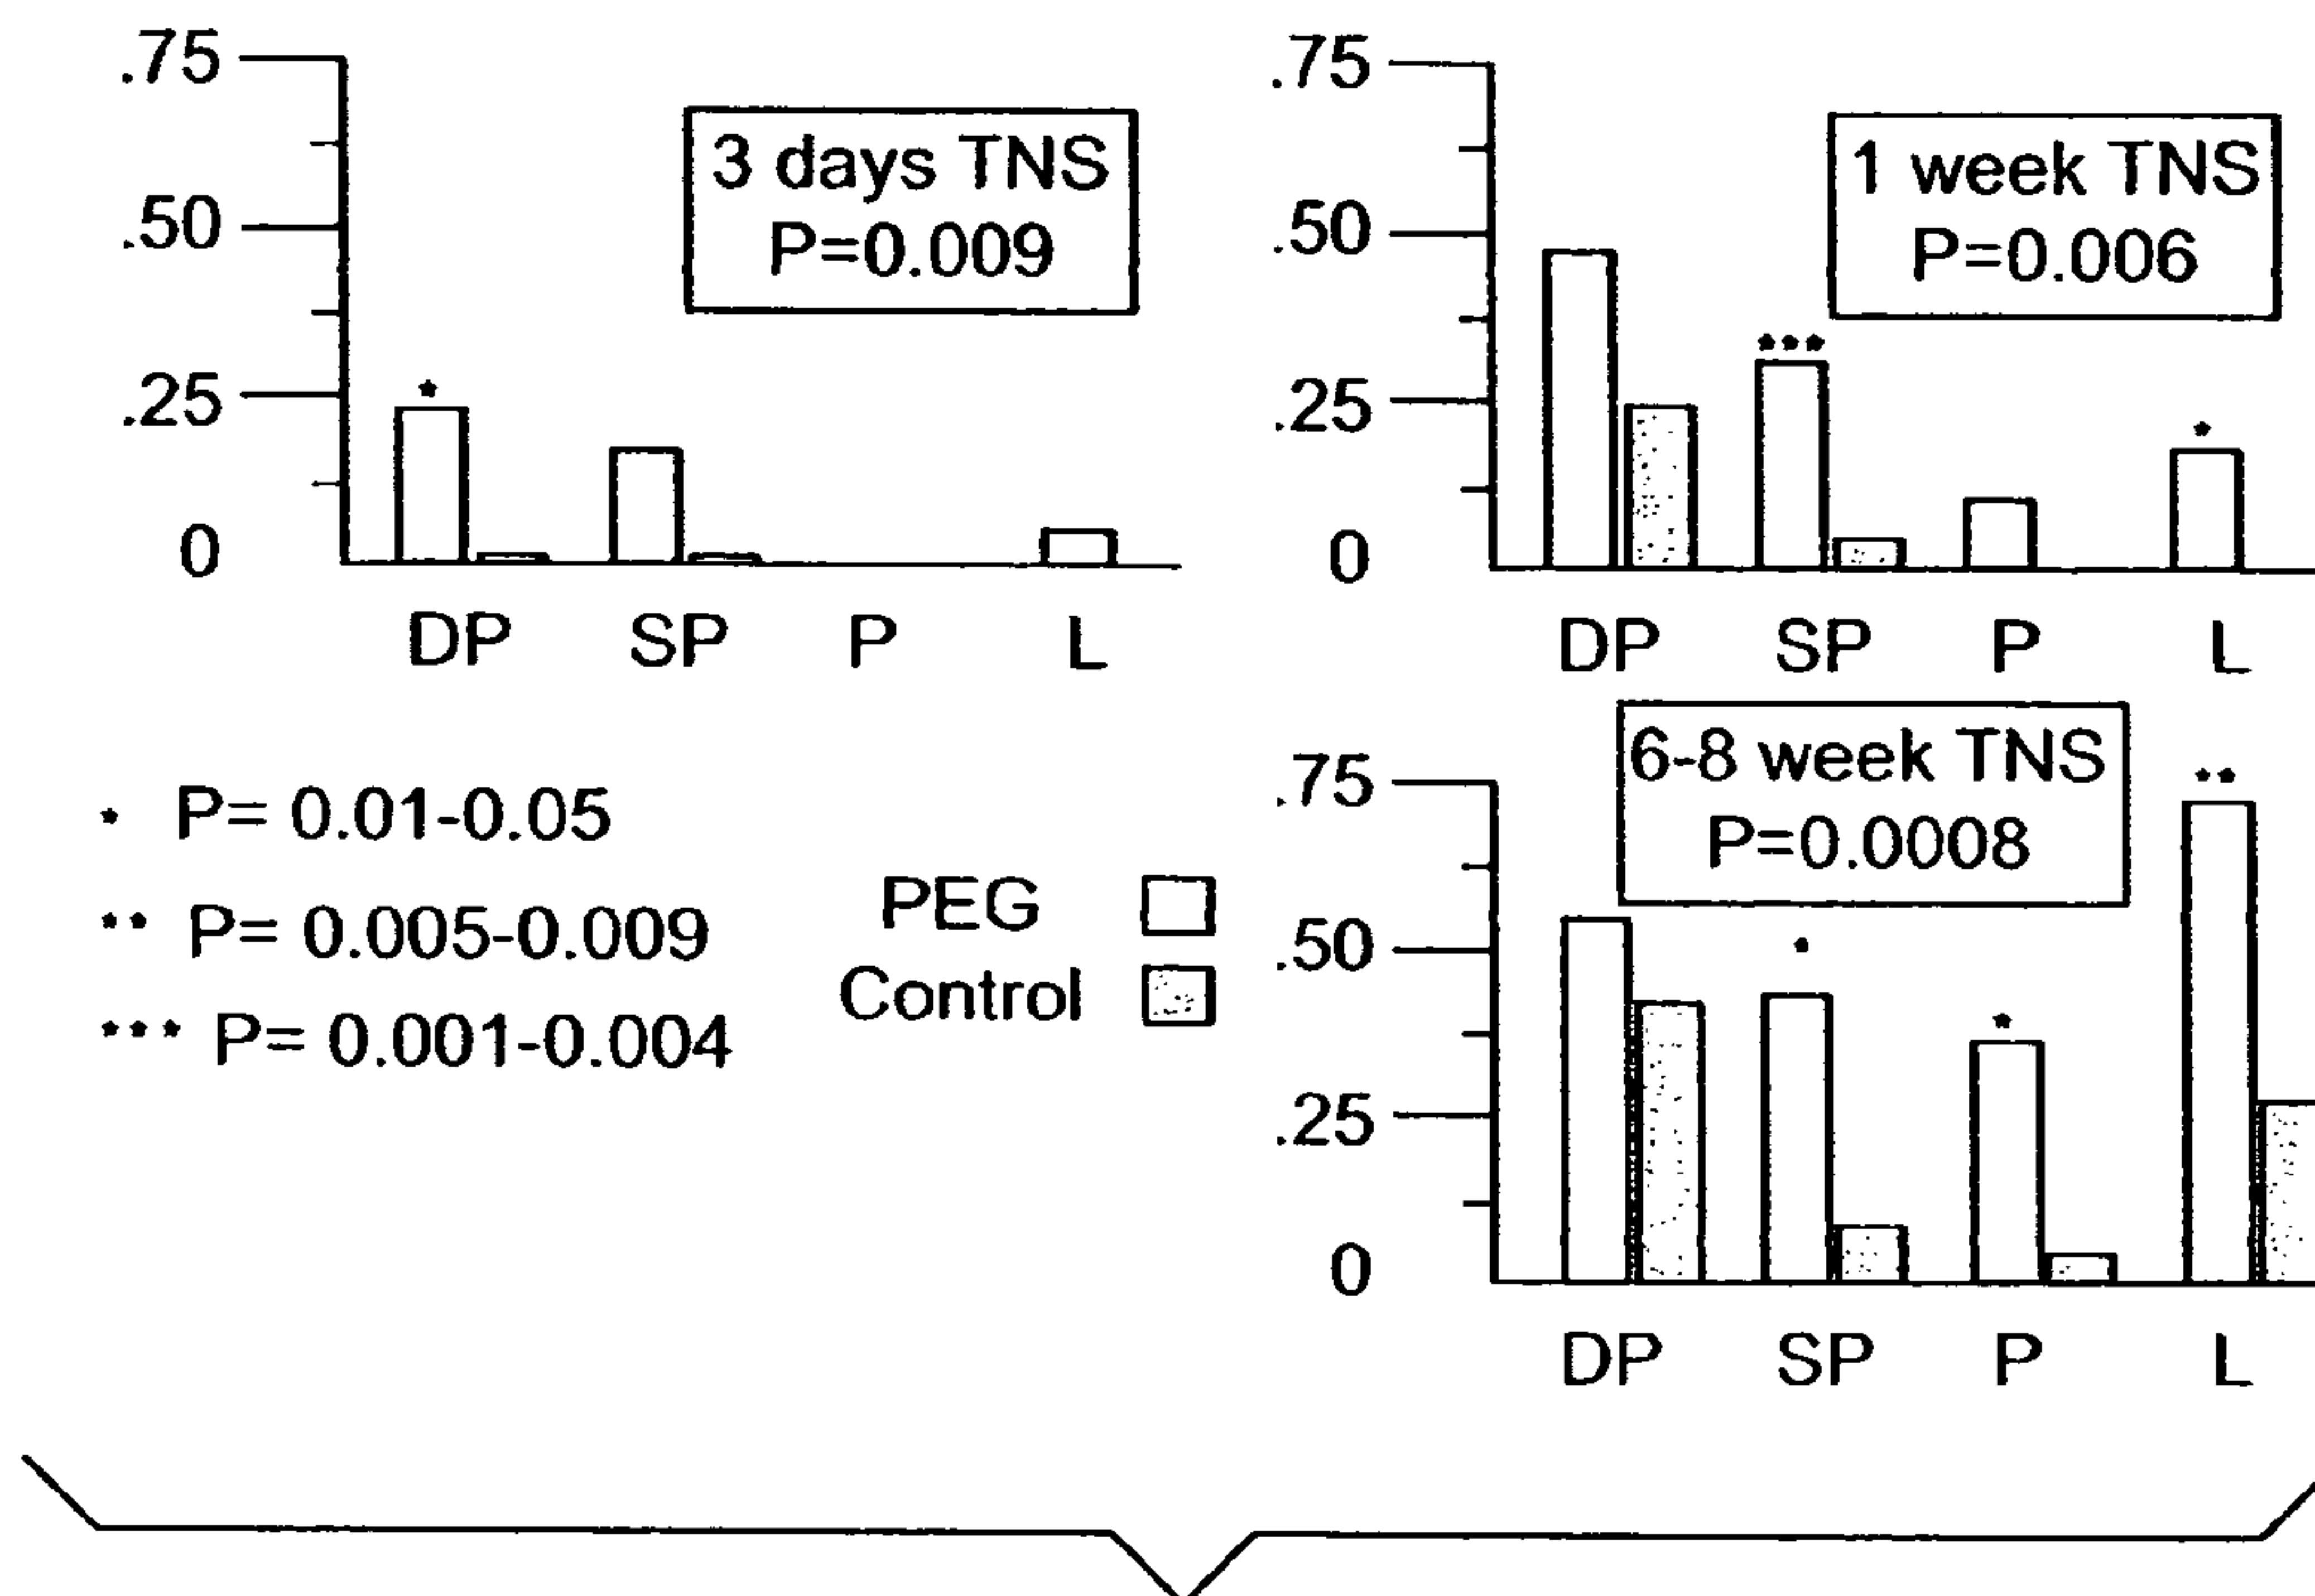 .75
3 days TNS
P=0.009
.50
.25
*
0
DP SP P L
.75
1 week TNS
P=0.006
.50
***
.25
*
0
DP SP P L
* P= 0.01-0.05
** P= 0.005-0.009
*** P= 0.001-0.004
PEG
Control
6-8 week TNS
P=0.0008
.75
**
.50
*
*
.25
0
DP SP P L